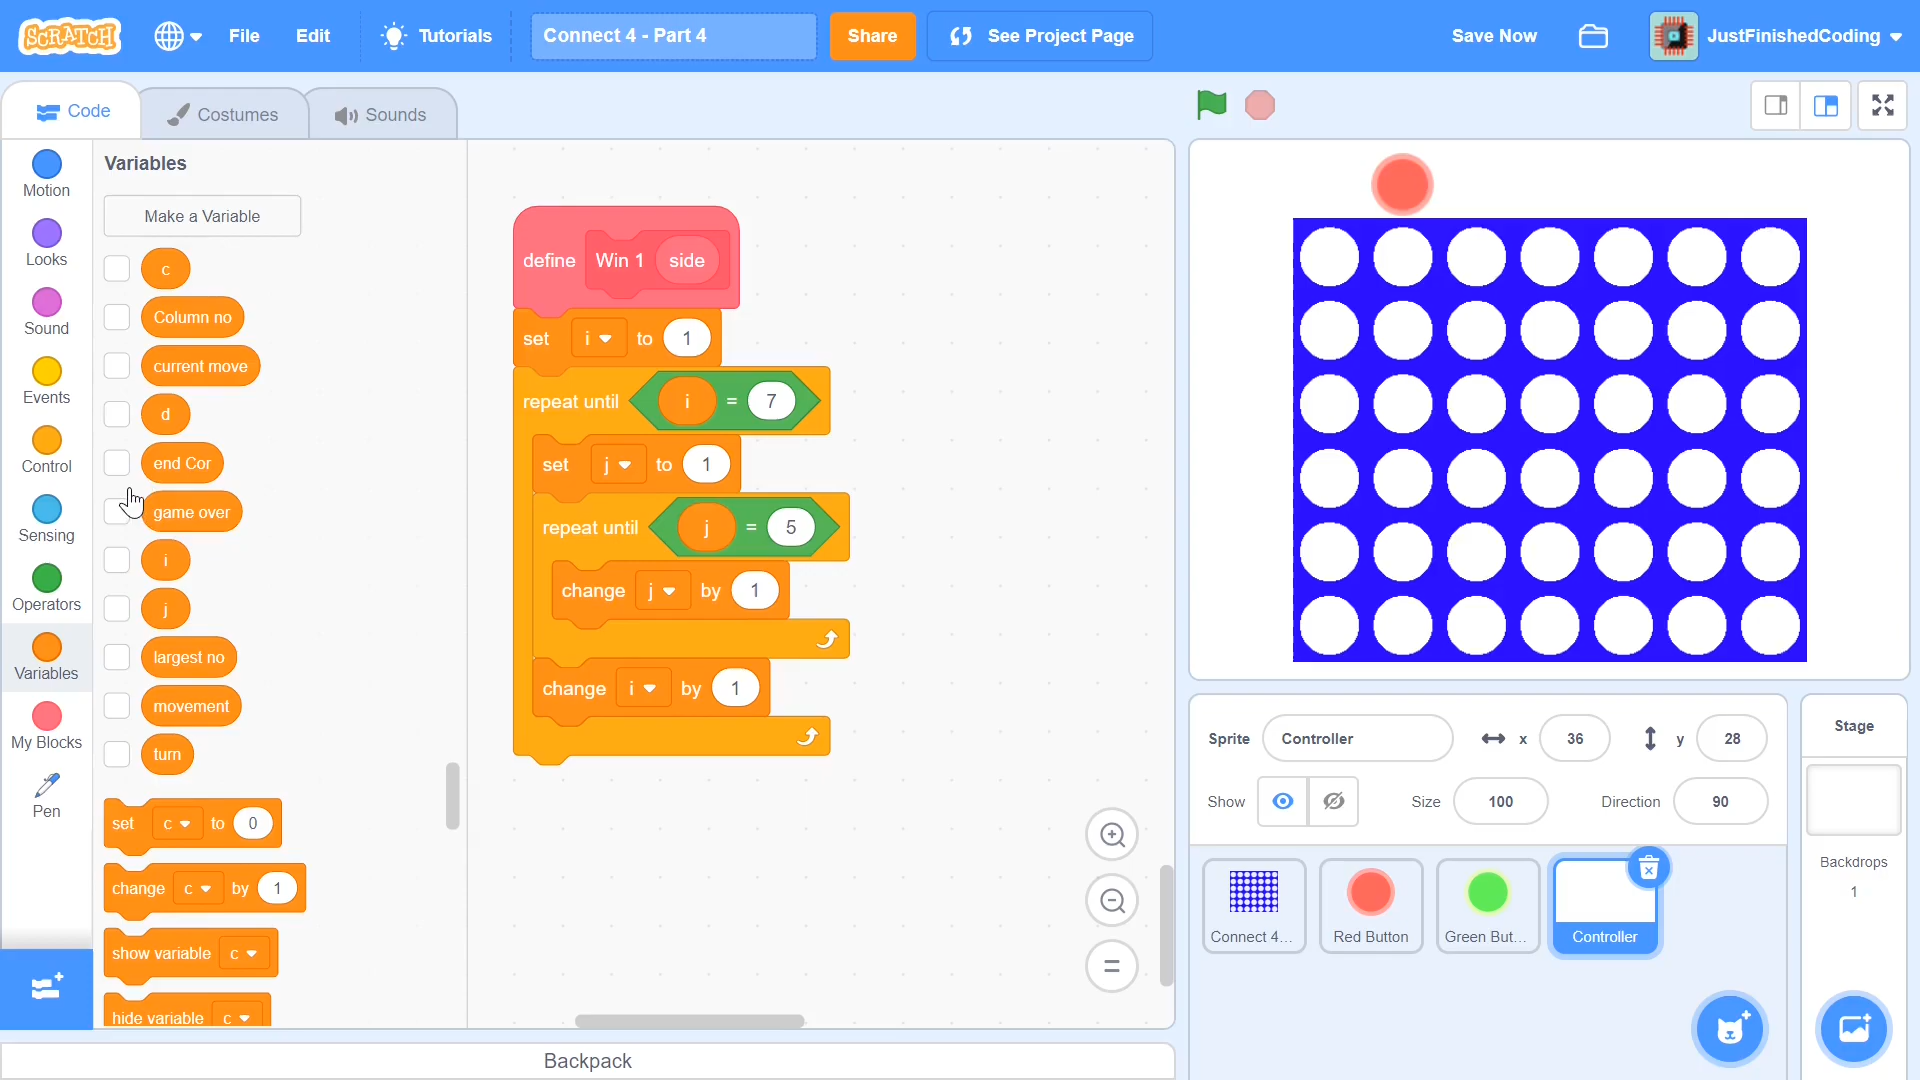 SCRATCH File Edit Tutorials Connect 4 - Part 4 Share See Project Page Save Now JustFinishedCoding
Code Costumes Sounds
Motion
Looks
Sound
Events
Control
Sensing
Operators
Variables
My Blocks
Pen
Variables
Make a Variable
c
Column no
current move
d
end Cor
game over
i
j
largest no
movement
turn
set c to 0
change c by 1
show variable c
hide variable c
define Win 1 side
set i to 1
repeat until i = 7
set j to 1
repeat until j = 5
change j by 1
change i by 1
Backpack
Sprite Controller x 36 y 28
Show Size 100 Direction 90
Connect 4... Red Button Green But... Controller
Stage
Backdrops
1